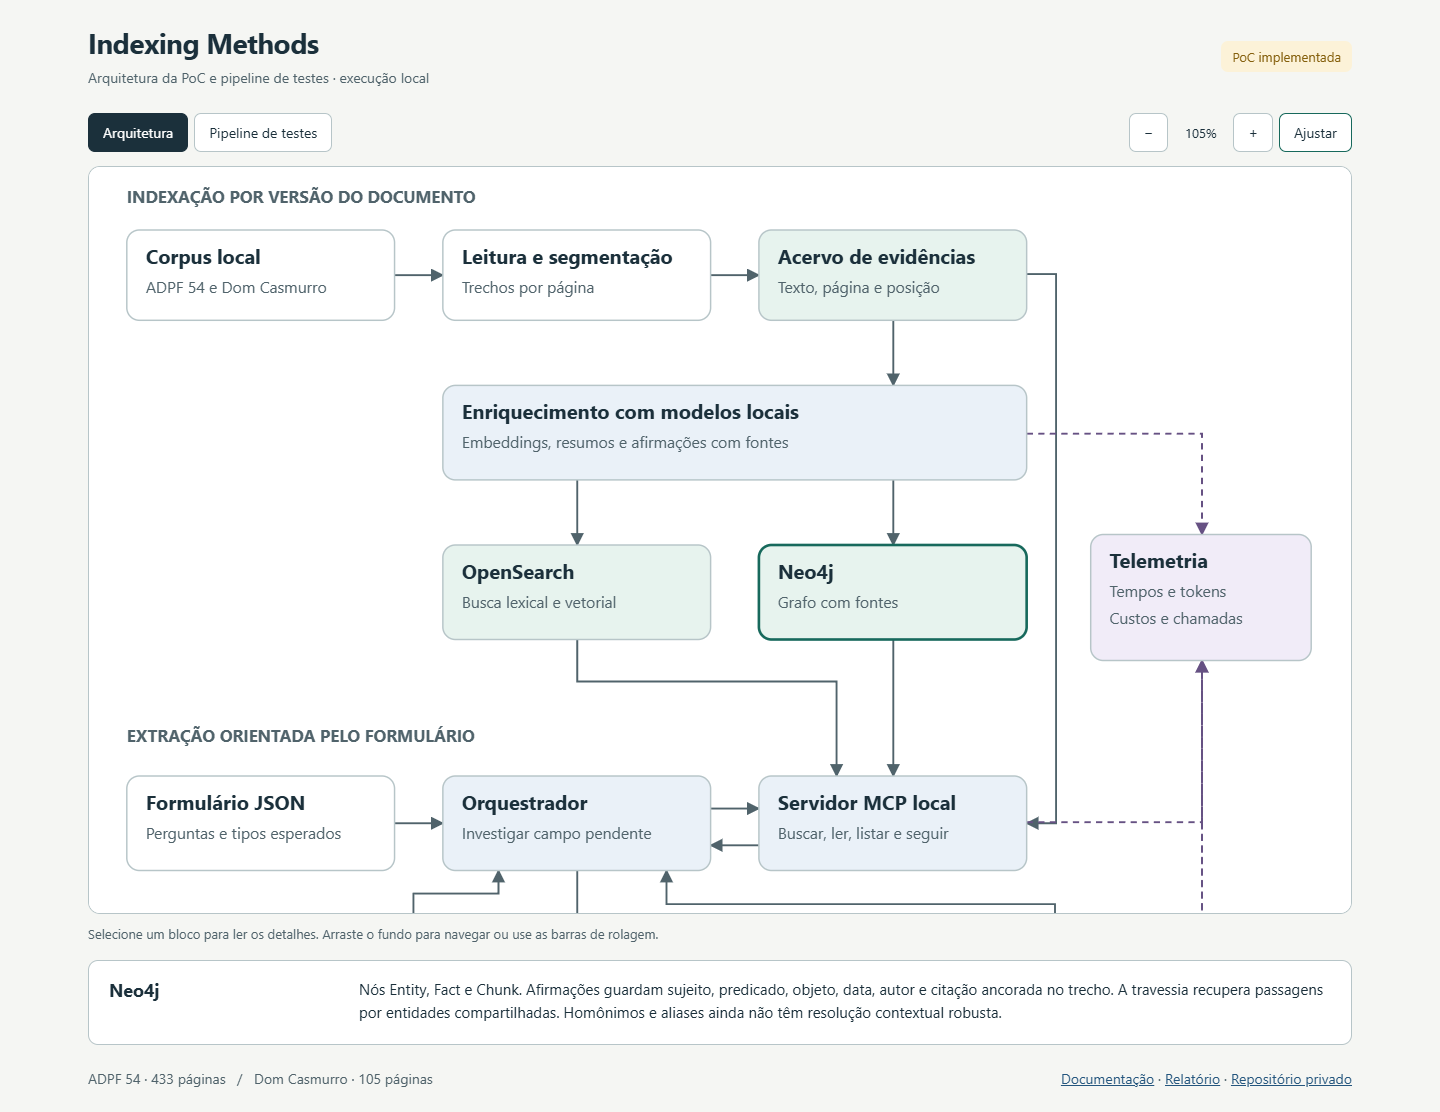 Indexing Methods
Arquitetura da PoC e pipeline de testes · execução local
PoC implementada
Arquitetura
Pipeline de testes
−
105%
+
Ajustar
INDEXAÇÃO POR VERSÃO DO DOCUMENTO
Corpus local
ADPF 54 e Dom Casmurro
Leitura e segmentação
Trechos por página
Acervo de evidências
Texto, página e posição
Enriquecimento com modelos locais
Embeddings, resumos e afirmações com fontes
OpenSearch
Busca lexical e vetorial
Neo4j
Grafo com fontes
Telemetria
Tempos e tokens
Custos e chamadas
EXTRAÇÃO ORIENTADA PELO FORMULÁRIO
Formulário JSON
Perguntas e tipos esperados
Orquestrador
Investigar campo pendente
Servidor MCP local
Buscar, ler, listar e seguir
Selecione um bloco para ler os detalhes. Arraste o fundo para navegar ou use as barras de rolagem.
Neo4j
Nós Entity, Fact e Chunk. Afirmações guardam sujeito, predicado, objeto, data, autor e citação ancorada no trecho. A travessia recupera passagens
por entidades compartilhadas. Homônimos e aliases ainda não têm resolução contextual robusta.
ADPF 54 · 433 páginas / Dom Casmurro · 105 páginas
Documentação · Relatório · Repositório privado